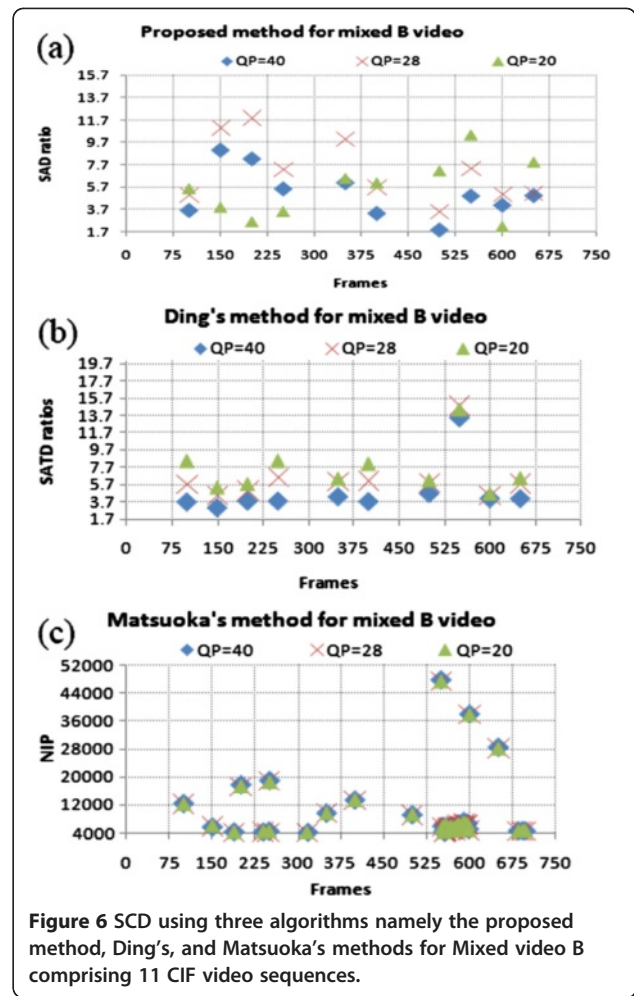 (a)
Proposed method for mixed B video
QP=40 QP=28 QP=20
15.7
13.7
11.7
9.7
7.7
5.7
3.7
1.7
SAD ratio
0 75 150 225 300 375 450 525 600 675 750
Frames
(b)
Ding's method for mixed B video
QP=40 QP=28 QP=20
19.7
17.7
15.7
13.7
11.7
9.7
7.7
5.7
3.7
1.7
SATD ratios
0 75 150 225 300 375 450 525 600 675 750
Frames
(c)
Matsuoka's method for mixed B video
QP=40 QP=28 QP=20
52000
44000
36000
28000
20000
12000
4000
NIP
0 75 150 225 300 375 450 525 600 675 750
Frames
Figure 6 SCD using three algorithms namely the proposed
method, Ding's, and Matsuoka's methods for Mixed video B
comprising 11 CIF video sequences.